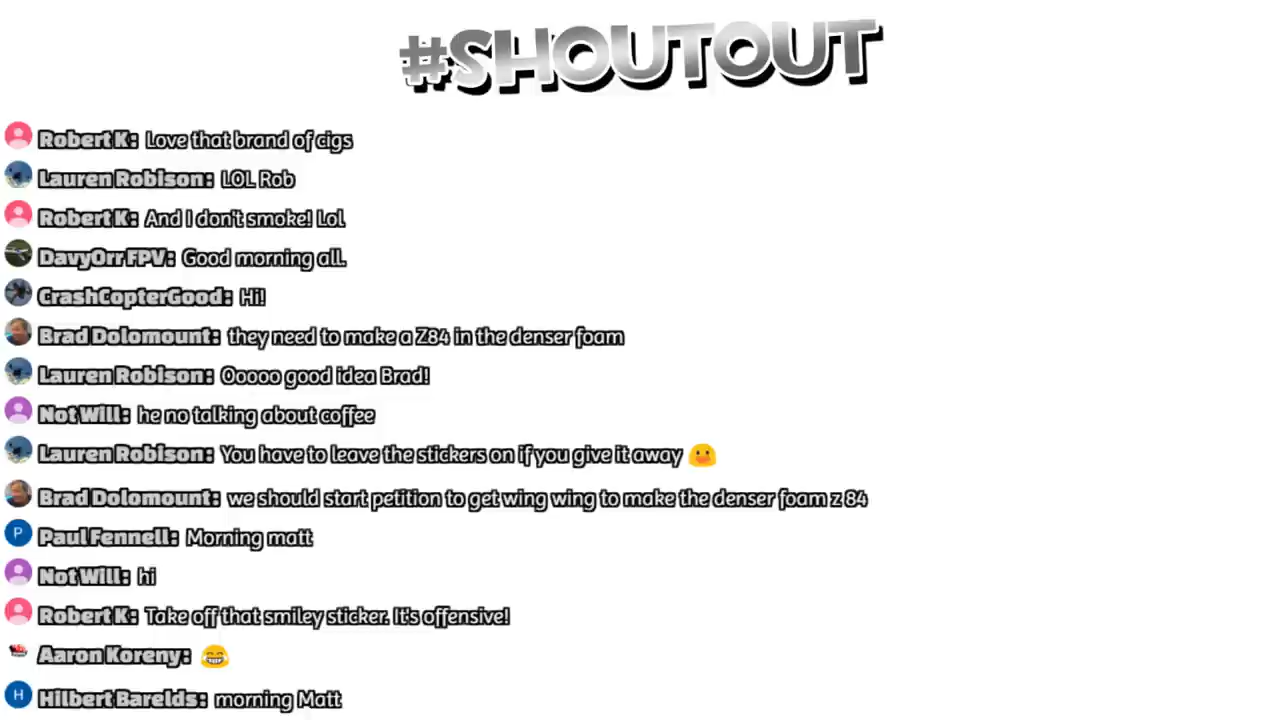 #SHOUTOUT
Robert K: Love that brand of cigs
Lauren Robison: LOL Rob
Robert K: And I don't smoke! Lol
DavyOrr FPV: Good morning all.
CrashCopterGood: Hi!
Brad Dolomount: they need to make a Z84 in the denser foam
Lauren Robison: Ooooo good idea Brad!
Not Will: he no talking about coffee
Lauren Robison: You have to leave the stickers on if you give it away
Brad Dolomount: we should start petition to get wing wing to make the denser foam z 84
P Paul Fennell: Morning matt
Not Will: hi
Robert K: Take off that smiley sticker. It's offensive!
Aaron Koreny: 😂
H Hilbert Barelds: morning Matt